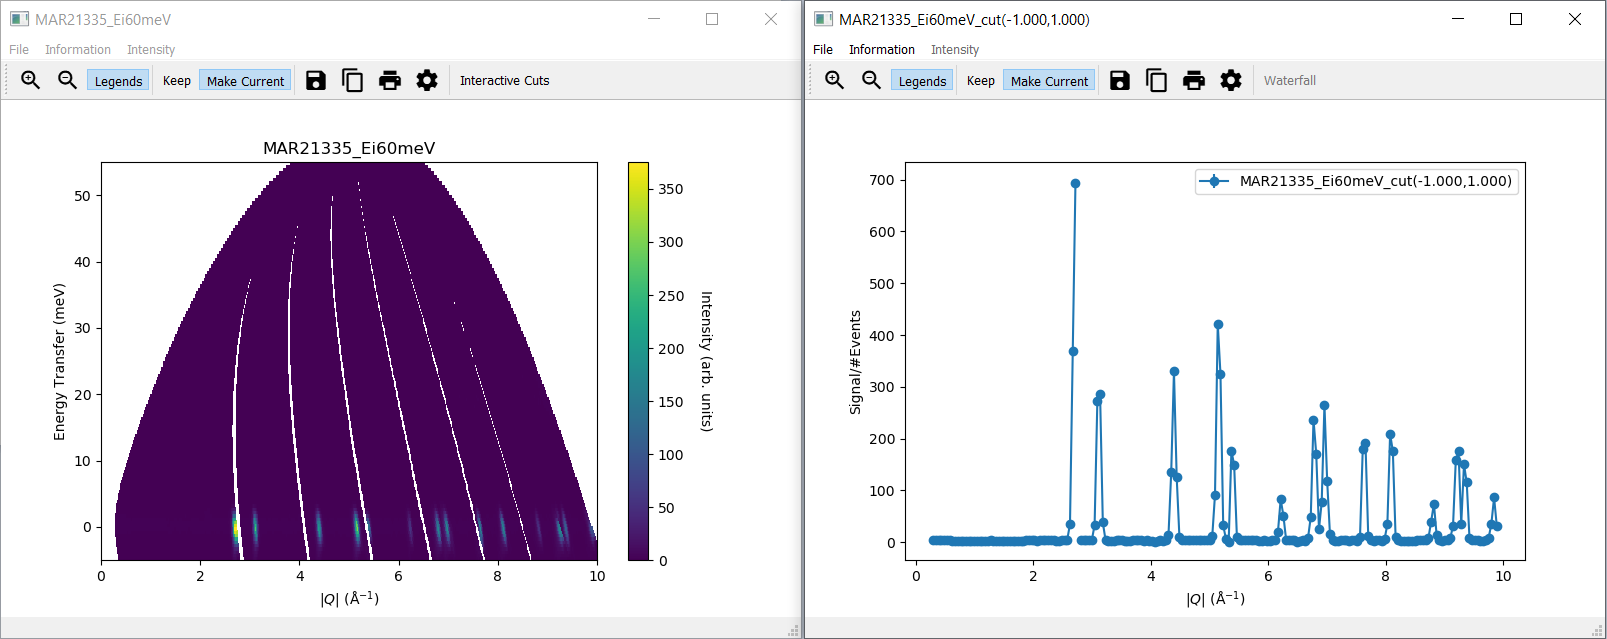 MAR21335_Ei60meV
File Information Intensity
Legends Keep Make Current Interactive Cuts
MAR21335_Ei60meV
50
40
30
20
10
0
Energy Transfer (meV)
0 2 4 6 8 10
|Q| (Å⁻¹)
350
300
250
200
150
100
50
0
Intensity (arb. units)
MAR21335_Ei60meV_cut(-1.000,1.000)
File Information Intensity
Legends Keep Make Current Waterfall
MAR21335_Ei60meV_cut(-1.000,1.000)
700
600
500
400
300
200
100
0
Signal/#Events
0 2 4 6 8 10
|Q| (Å⁻¹)